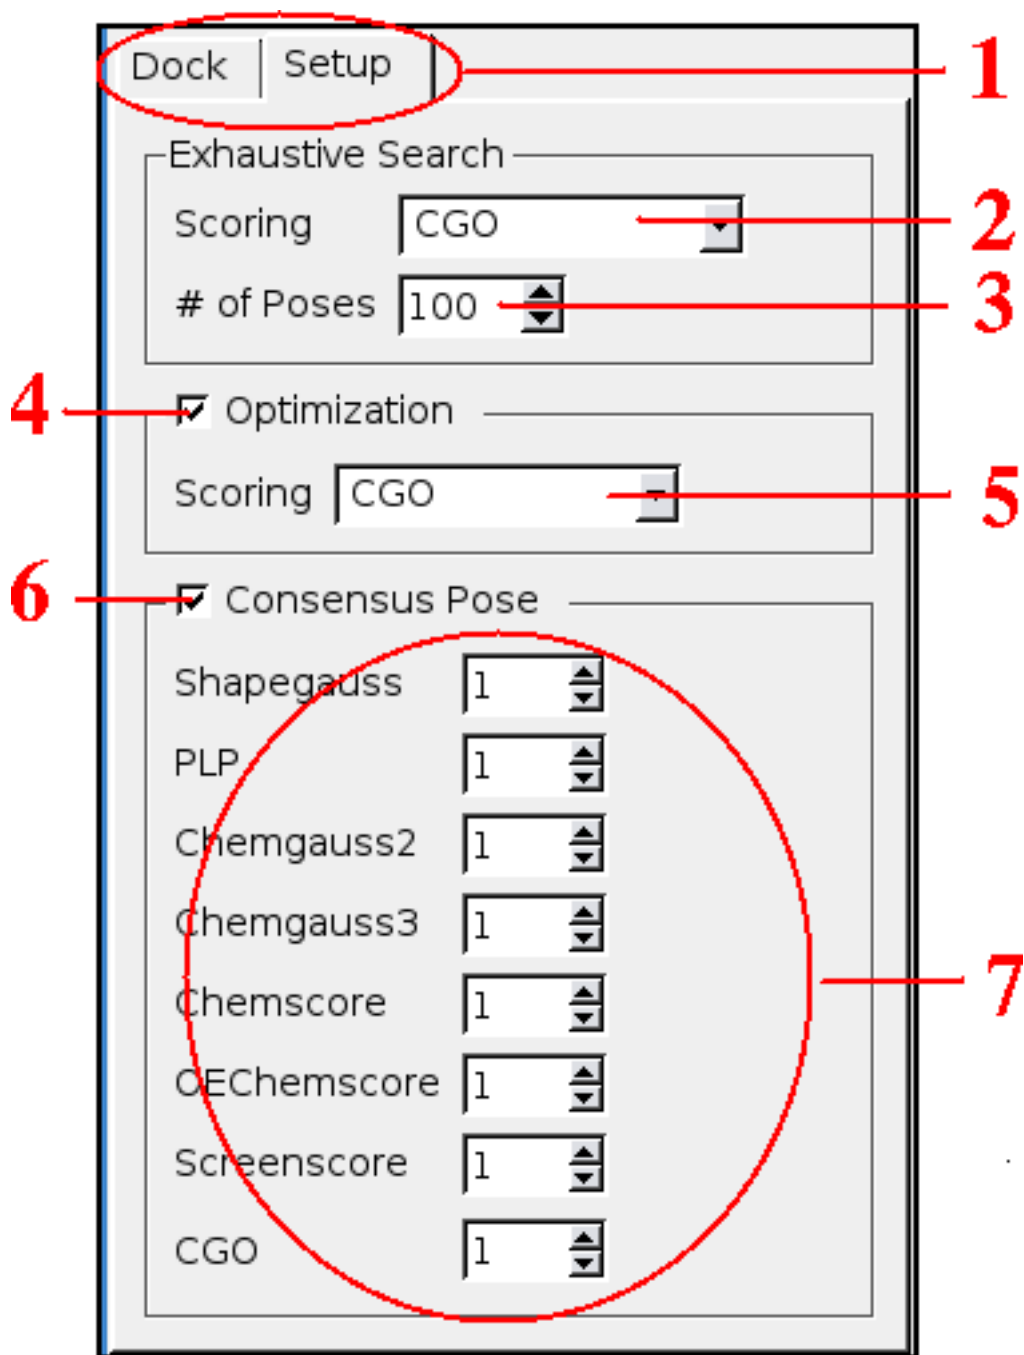 Dock Setup 1
Exhaustive Search
Scoring CGO 2
# of Poses 100 3
4 Optimization
Scoring CGO 5
6 Consensus Pose
Shapegauss 1
PLP 1
Chemgauss2 1
Chemgauss3 1
7
Chemscore 1
OEChemscore 1
Screenscore 1
CGO 1